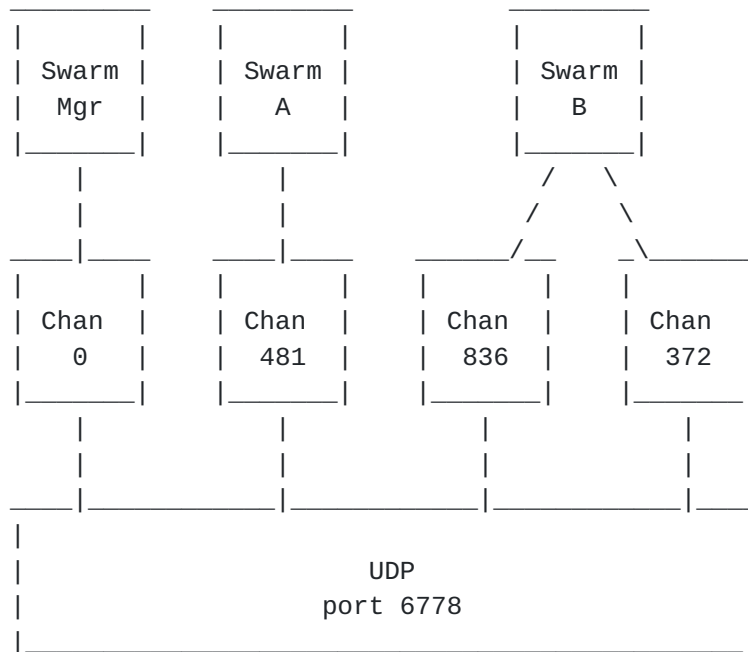 Swarm Swarm Swarm
Mgr A B
Chan Chan Chan Chan
0 481 836 372
UDP
port 6778